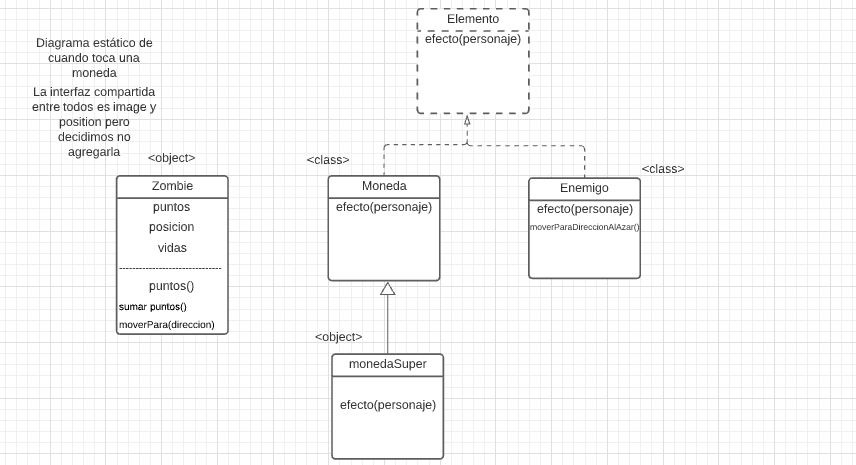 Elemento
efecto(personaje)
Diagrama estático de
cuando toca una
moneda
La interfaz compartida
entre todos es image y
position pero
decidimos no
agregarla
<object>
Zombie
puntos
posicion
vidas
---------------------------------
puntos()
sumar puntos()
moverPara(direccion)
<class>
Moneda
efecto(personaje)
<class>
Enemigo
efecto(personaje)
moverParaDireccionAlAzar()
<object>
monedaSuper
efecto(personaje)